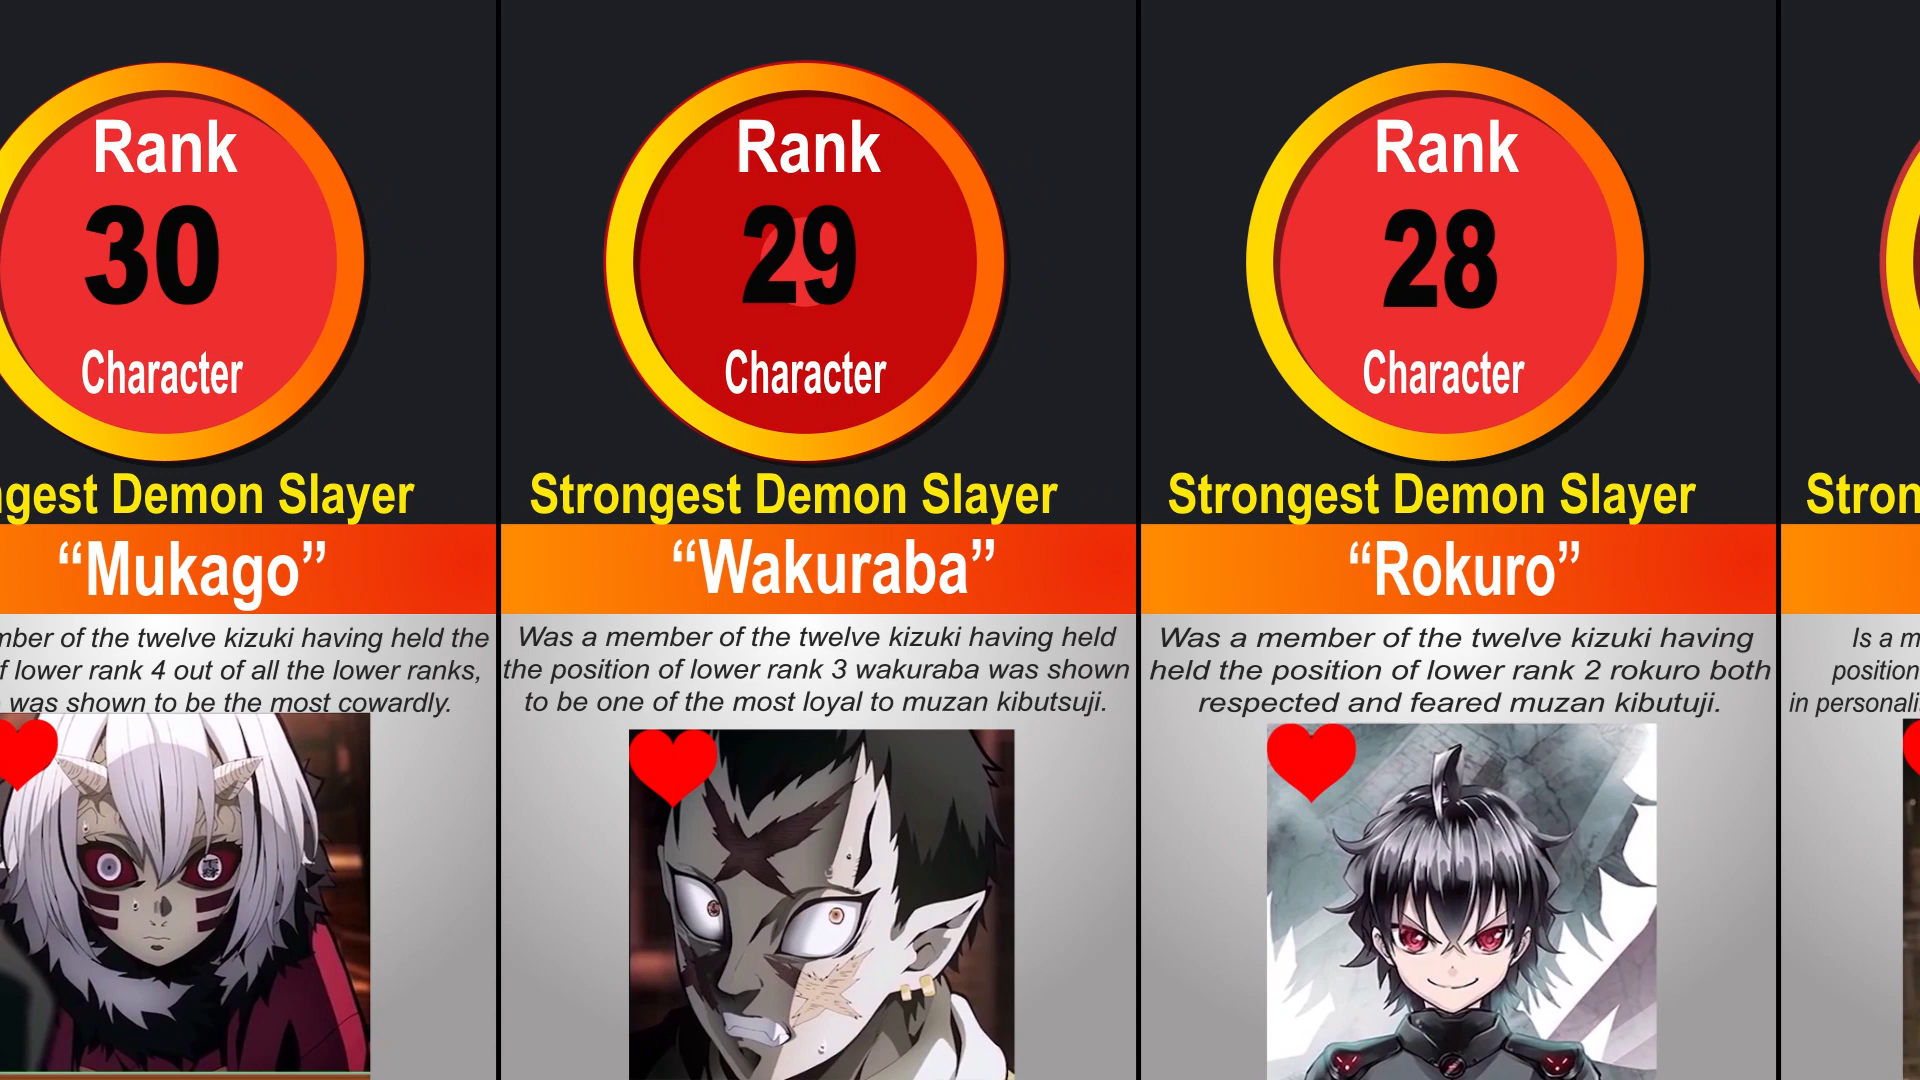 Rank
30
Character
ngest Demon Slayer
“Mukago”
mber of the twelve kizuki having held the
f lower rank 4 out of all the lower ranks,
was shown to be the most cowardly.
Rank
29
Character
Strongest Demon Slayer
“Wakuraba”
Was a member of the twelve kizuki having held
the position of lower rank 3 wakuraba was shown
to be one of the most loyal to muzan kibutsuji.
Rank
28
Character
Strongest Demon Slayer
“Rokuro”
Was a member of the twelve kizuki having
held the position of lower rank 2 rokuro both
respected and feared muzan kibutuji.
Stron
Is a m
position
in personali